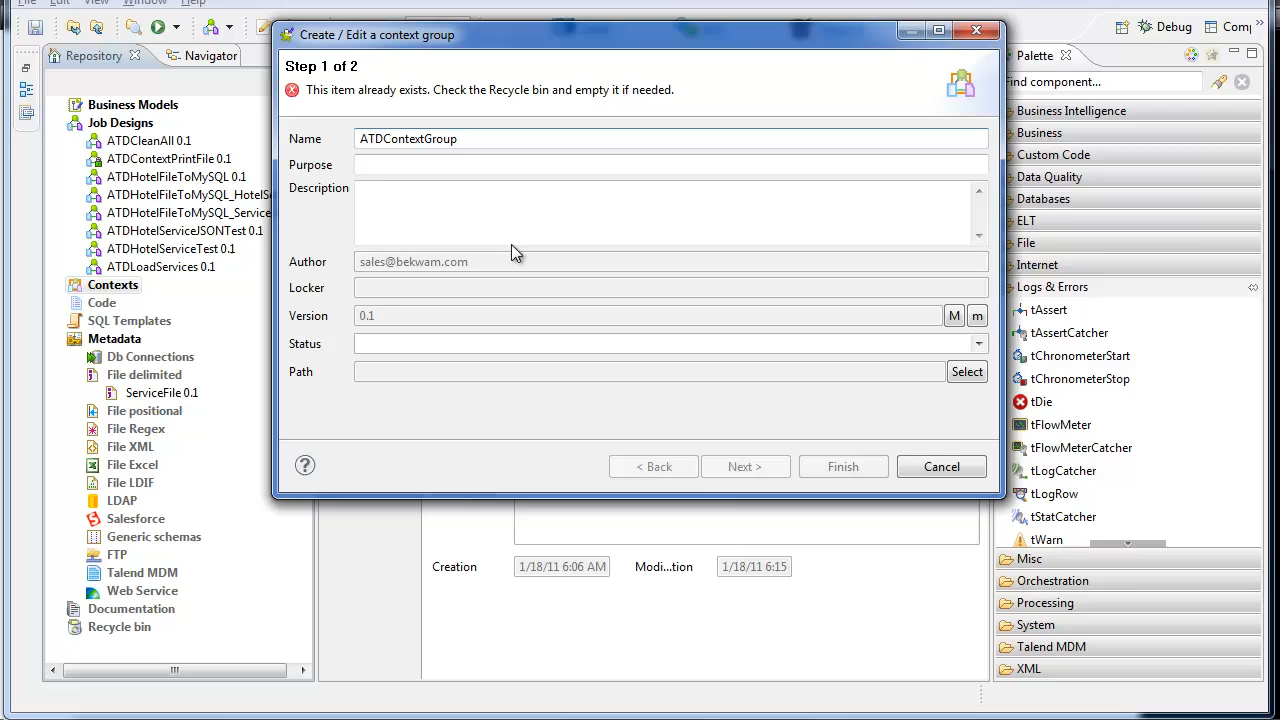 File Edit View Window Help
Debug
Comp
Create / Edit a context group
Step 1 of 2
This item already exists. Check the Recycle bin and empty it if needed.
Name
ATDContextGroup
Purpose
Description
Author
sales@bekwam.com
Locker
Version
0.1
M
m
Status
Path
Select
< Back
Next >
Finish
Cancel
Repository
Navigator
Business Models
Job Designs
ATDCleanAll 0.1
ATDContextPrintFile 0.1
ATDHotelFileToMySQL 0.1
ATDHotelFileToMySQL_HotelSe
ATDHotelFileToMySQL_Service
ATDHotelServiceJSONTest 0.1
ATDHotelServiceTest 0.1
ATDLoadServices 0.1
Contexts
Code
SQL Templates
Metadata
Db Connections
File delimited
ServiceFile 0.1
File positional
File Regex
File XML
File Excel
File LDIF
LDAP
Salesforce
Generic schemas
FTP
Talend MDM
Web Service
Documentation
Recycle bin
Creation
1/18/11 6:06 AM
Modi...tion
1/18/11 6:15
Palette
Find component...
Business Intelligence
Business
Custom Code
Data Quality
Databases
ELT
File
Internet
Logs & Errors
tAssert
tAssertCatcher
tChronometerStart
tChronometerStop
tDie
tFlowMeter
tFlowMeterCatcher
tLogCatcher
tLogRow
tStatCatcher
tWarn
Misc
Orchestration
Processing
System
Talend MDM
XML